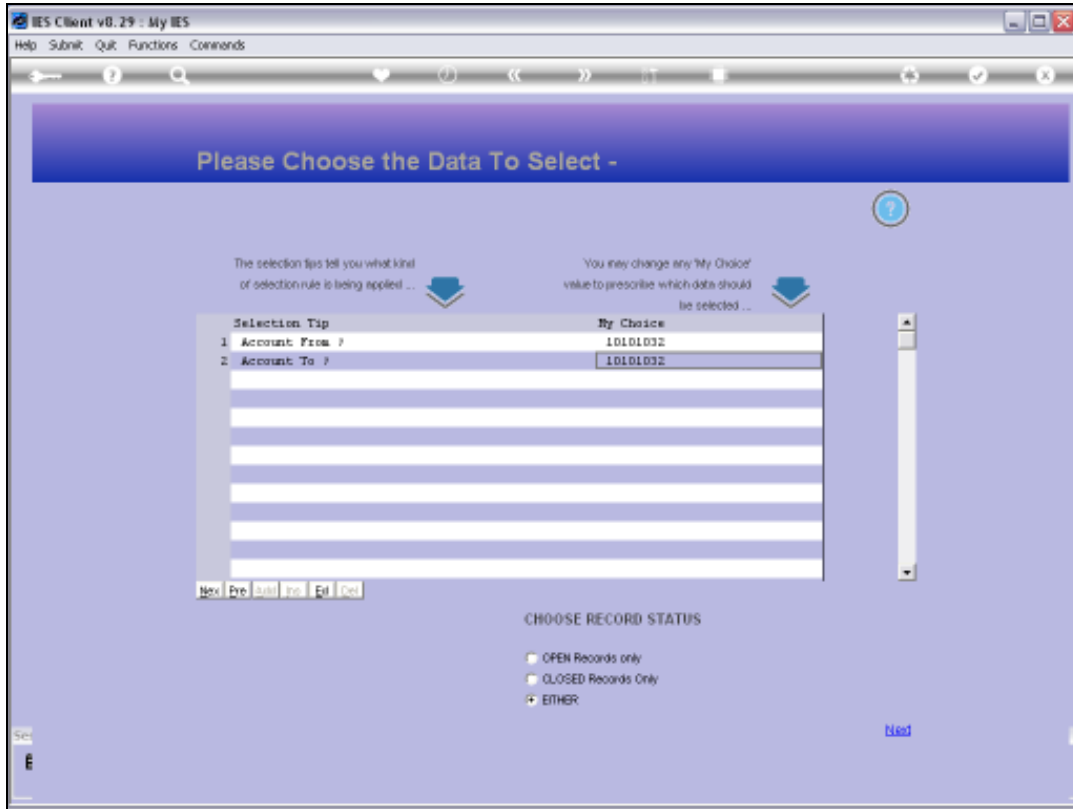 IES Client v8.29 : My IES
Help Submit Quit Functions Commands
Please Choose the Data To Select -
The selection tips tell you what kind
of selection rule is being applied ...
You may change any 'My Choice'
value to prescribe which data should
be selected ...
Selection Tip My Choice
1 Account From ? 10101032
2 Account To ? 10101032
Nex Pre Add Ins Ext Del
CHOOSE RECORD STATUS
OPEN Records only
CLOSED Records Only
EITHER
Next